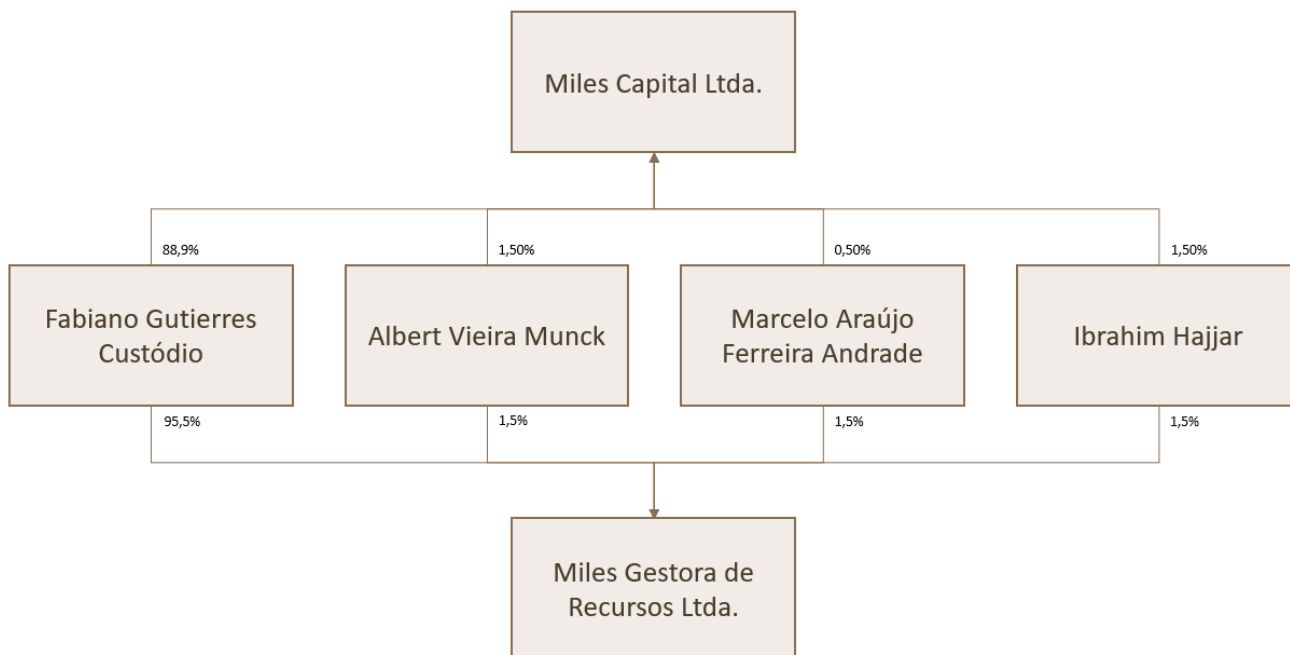 Miles Capital Ltda.
88,9%
1,50%
0,50%
1,50%
Fabiano Gutierres
Custódio
Albert Vieira Munck
Marcelo Araújo
Ferreira Andrade
Ibrahim Hajjar
95,5%
1,5%
1,5%
1,5%
Miles Gestora de
Recursos Ltda.